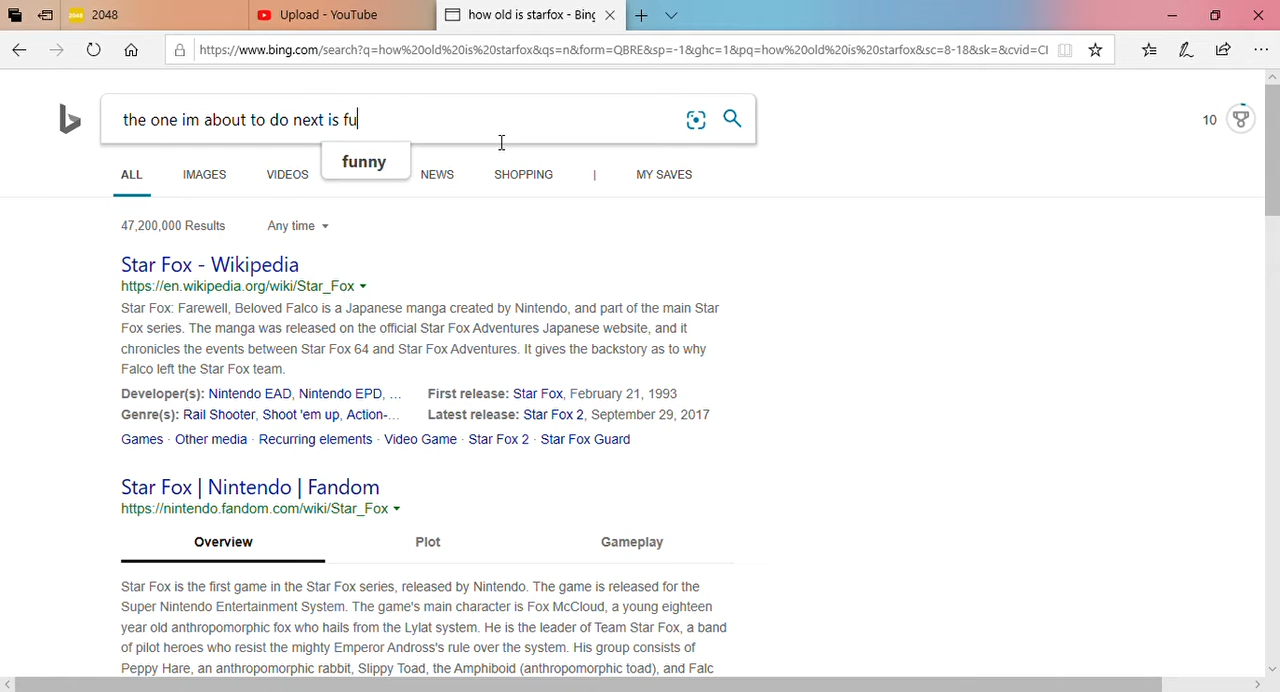 2048 2048 Upload - YouTube how old is starfox - Bing
https://www.bing.com/search?q=how%20old%20is%20starfox&qs=n&form=QBRE&sp=-1&ghc=1&pq=how%20old%20is%20starfox&sc=8-18&sk=&cvid=CI
the one im about to do next is fu
10
funny
ALL IMAGES VIDEOS NEWS SHOPPING | MY SAVES
47,200,000 Results Any time
Star Fox - Wikipedia
https://en.wikipedia.org/wiki/Star_Fox
Star Fox: Farewell, Beloved Falco is a Japanese manga created by Nintendo, and part of the main Star
Fox series. The manga was released on the official Star Fox Adventures Japanese website, and it
chronicles the events between Star Fox 64 and Star Fox Adventures. It gives the backstory as to why
Falco left the Star Fox team.
Developer(s): Nintendo EAD, Nintendo EPD, ... First release: Star Fox, February 21, 1993
Genre(s): Rail Shooter, Shoot 'em up, Action-... Latest release: Star Fox 2, September 29, 2017
Games · Other media · Recurring elements · Video Game · Star Fox 2 · Star Fox Guard
Star Fox | Nintendo | Fandom
https://nintendo.fandom.com/wiki/Star_Fox
Overview Plot Gameplay
Star Fox is the first game in the Star Fox series, released by Nintendo. The game is released for the
Super Nintendo Entertainment System. The game's main character is Fox McCloud, a young eighteen
year old anthropomorphic fox who hails from the Lylat system. He is the leader of Team Star Fox, a band
of pilot heroes who resist the mighty Emperor Andross's rule over the system. His group consists of
Peppy Hare, an anthropomorphic rabbit, Slippy Toad, the Amphiboid (anthropomorphic toad), and Falc